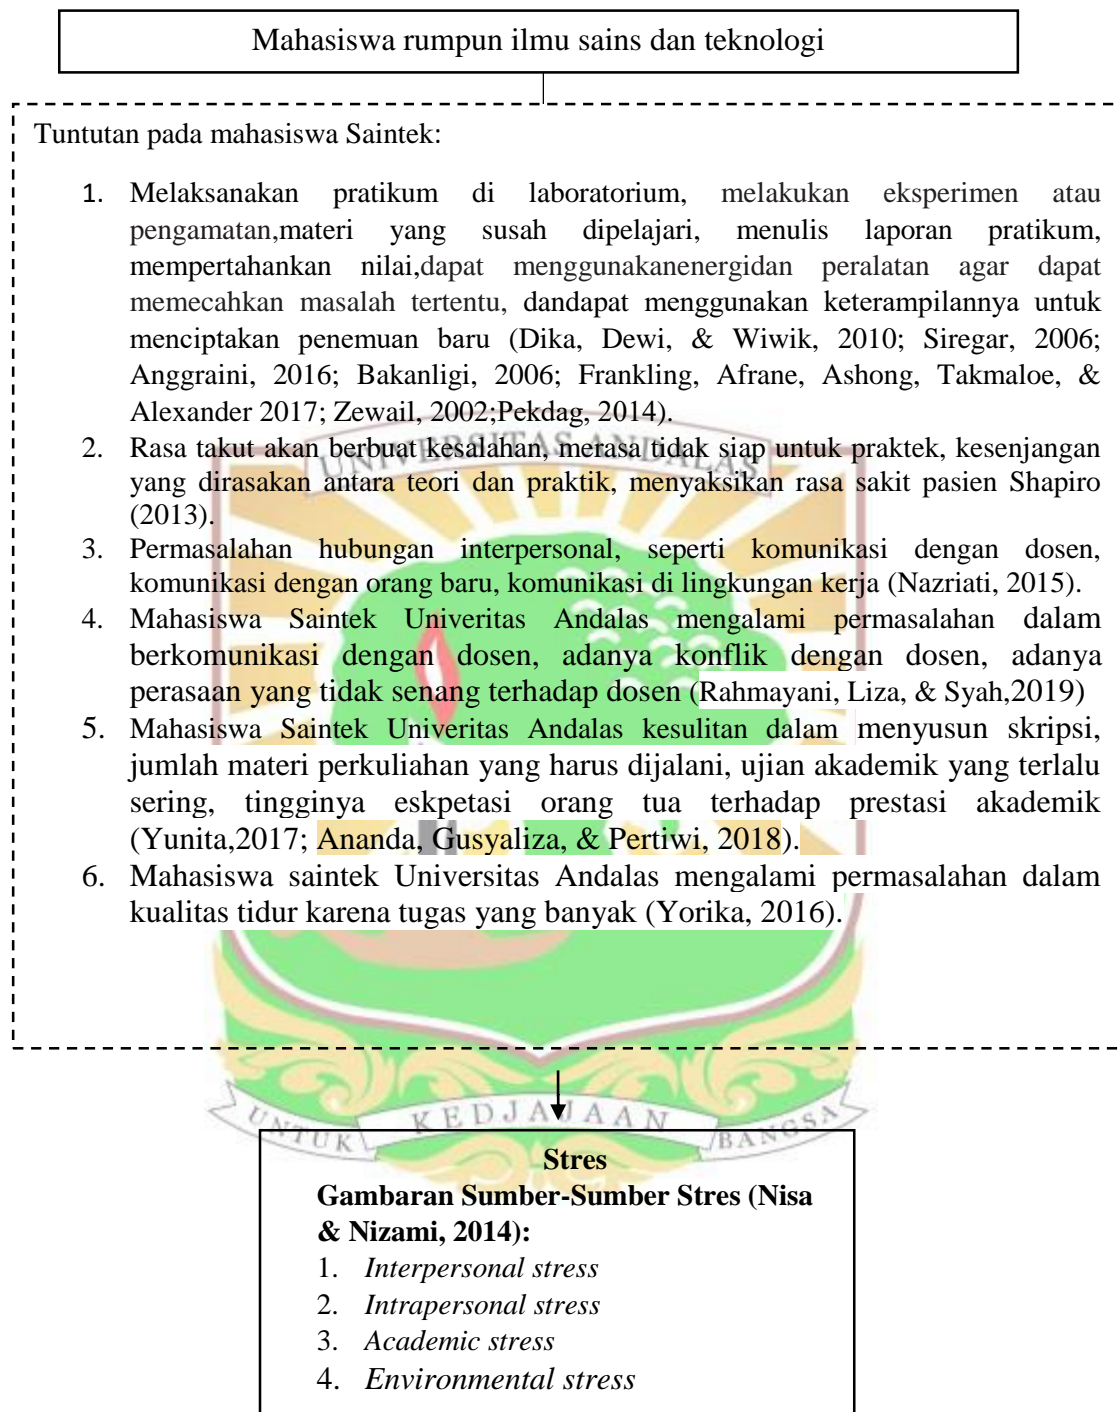 Mahasiswa rumpun ilmu sains dan teknologi
Tuntutan pada mahasiswa Saintek:
1. Melaksanakan pratikum di laboratorium, melakukan eksperimen atau
pengamatan,materi yang susah dipelajari, menulis laporan pratikum,
mempertahankan nilai,dapat menggunakanenergidan peralatan agar dapat
memecahkan masalah tertentu, dandapat menggunakan keterampilannya untuk
menciptakan penemuan baru (Dika, Dewi, & Wiwik, 2010; Siregar, 2006;
Anggraini, 2016; Bakanligi, 2006; Frankling, Afrane, Ashong, Takmaloe, &
Alexander 2017; Zewail, 2002;Pekdag, 2014).
UNIVERSITAS ANDALAS
2. Rasa takut akan berbuat kesalahan, merasa tidak siap untuk praktek, kesenjangan
yang dirasakan antara teori dan praktik, menyaksikan rasa sakit pasien Shapiro
(2013).
3. Permasalahan hubungan interpersonal, seperti komunikasi dengan dosen,
komunikasi dengan orang baru, komunikasi di lingkungan kerja (Nazriati, 2015).
4. Mahasiswa Saintek Univeritas Andalas mengalami permasalahan dalam
berkomunikasi dengan dosen, adanya konflik dengan dosen, adanya
perasaan yang tidak senang terhadap dosen (Rahmayani, Liza, & Syah,2019)
5. Mahasiswa Saintek Univeritas Andalas kesulitan dalam menyusun skripsi,
jumlah materi perkuliahan yang harus dijalani, ujian akademik yang terlalu
sering, tingginya eskpetasi orang tua terhadap prestasi akademik
(Yunita,2017; Ananda, Gusyaliza, & Pertiwi, 2018).
6. Mahasiswa saintek Universitas Andalas mengalami permasalahan dalam
kualitas tidur karena tugas yang banyak (Yorika, 2016).
UNTUK KEDJAJAAN BANGSA
Stres
Gambaran Sumber-Sumber Stres (Nisa
& Nizami, 2014):
1. Interpersonal stress
2. Intrapersonal stress
3. Academic stress
4. Environmental stress